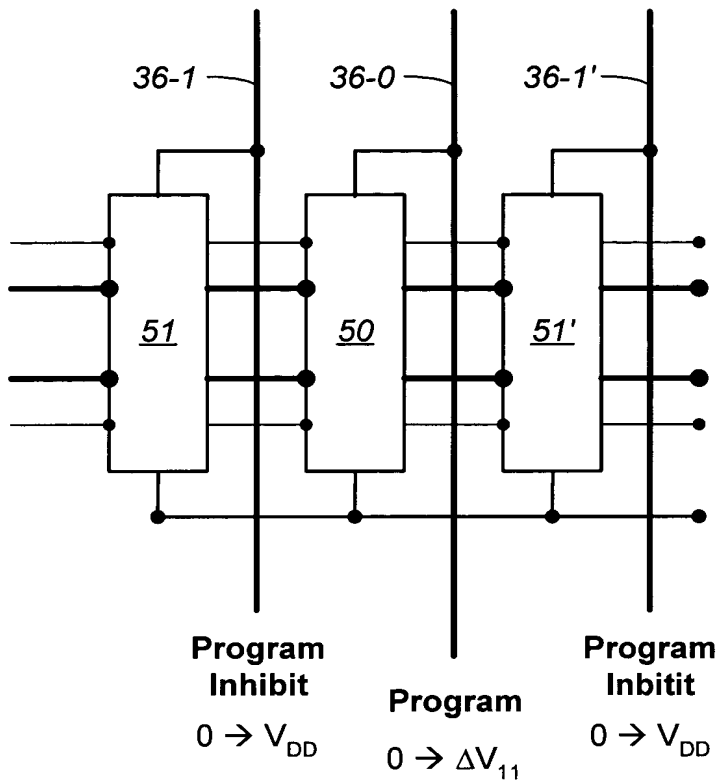 36-1 36-0 36-1'
51 50 51'
Program
Inhibit
0 → V_DD
Program
0 → ΔV_11
Program
Inbitit
0 → V_DD